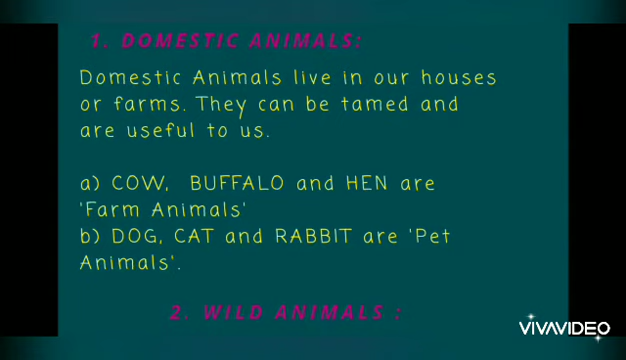 1. DOMESTIC ANIMALS:
Domestic Animals live in our houses
or farms. They can be tamed and
are useful to us.
a) COW, BUFFALO and HEN are
'Farm Animals'
b) DOG, CAT and RABBIT are 'Pet
Animals'.
2. WILD ANIMALS :
VIVAVIDEO